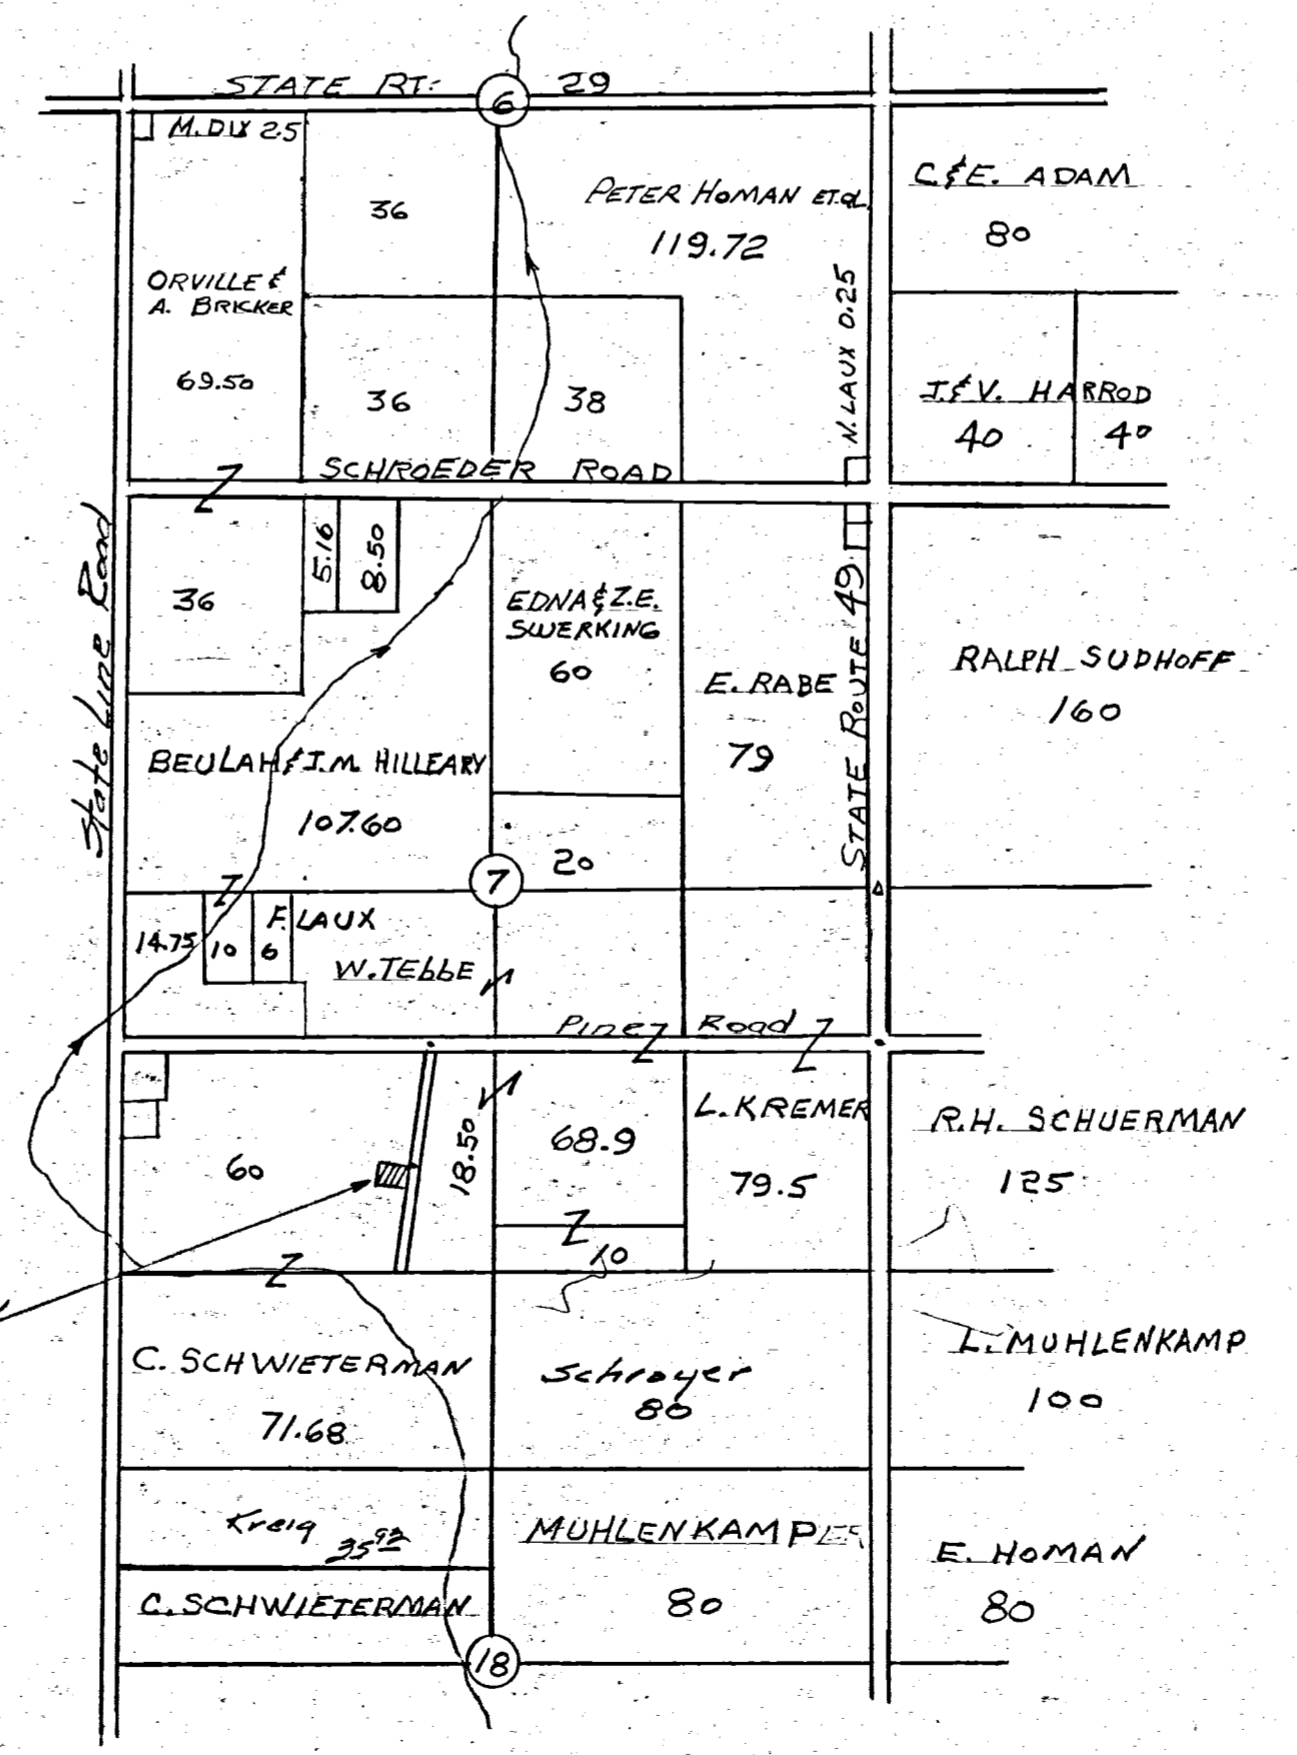 STATE RT: 29
6
M. DIX 2.5
36
PETER HOMAN ET.AL.
119.72
C.&E. ADAM
80
ORVILLE &
A. BRICKER
69.50
36
38
N. LAUX 0.25
J.&V. HARROD
40
40
SCHROEDER ROAD
State Line Road
36
5.16
8.50
EDNA & Z.E.
SWERKING
60
E. RABE
79
STATE ROUTE 49
RALPH SUDHOFF
160
BEULAH & J.M. HILLEARY
107.60
7
20
14.75
10
F. LAUX
6
W. TEBBE
Pine Road
60
18.50
68.9
10
L. KREMER
79.5
R.H. SCHUERMAN
125
C. SCHWIETERMAN
71.68
Schroyer
80
L. MUHLENKAMP
100
Kreig
35 92
MUHLENKAMP
80
E. HOMAN
80
C. SCHWIETERMAN
18